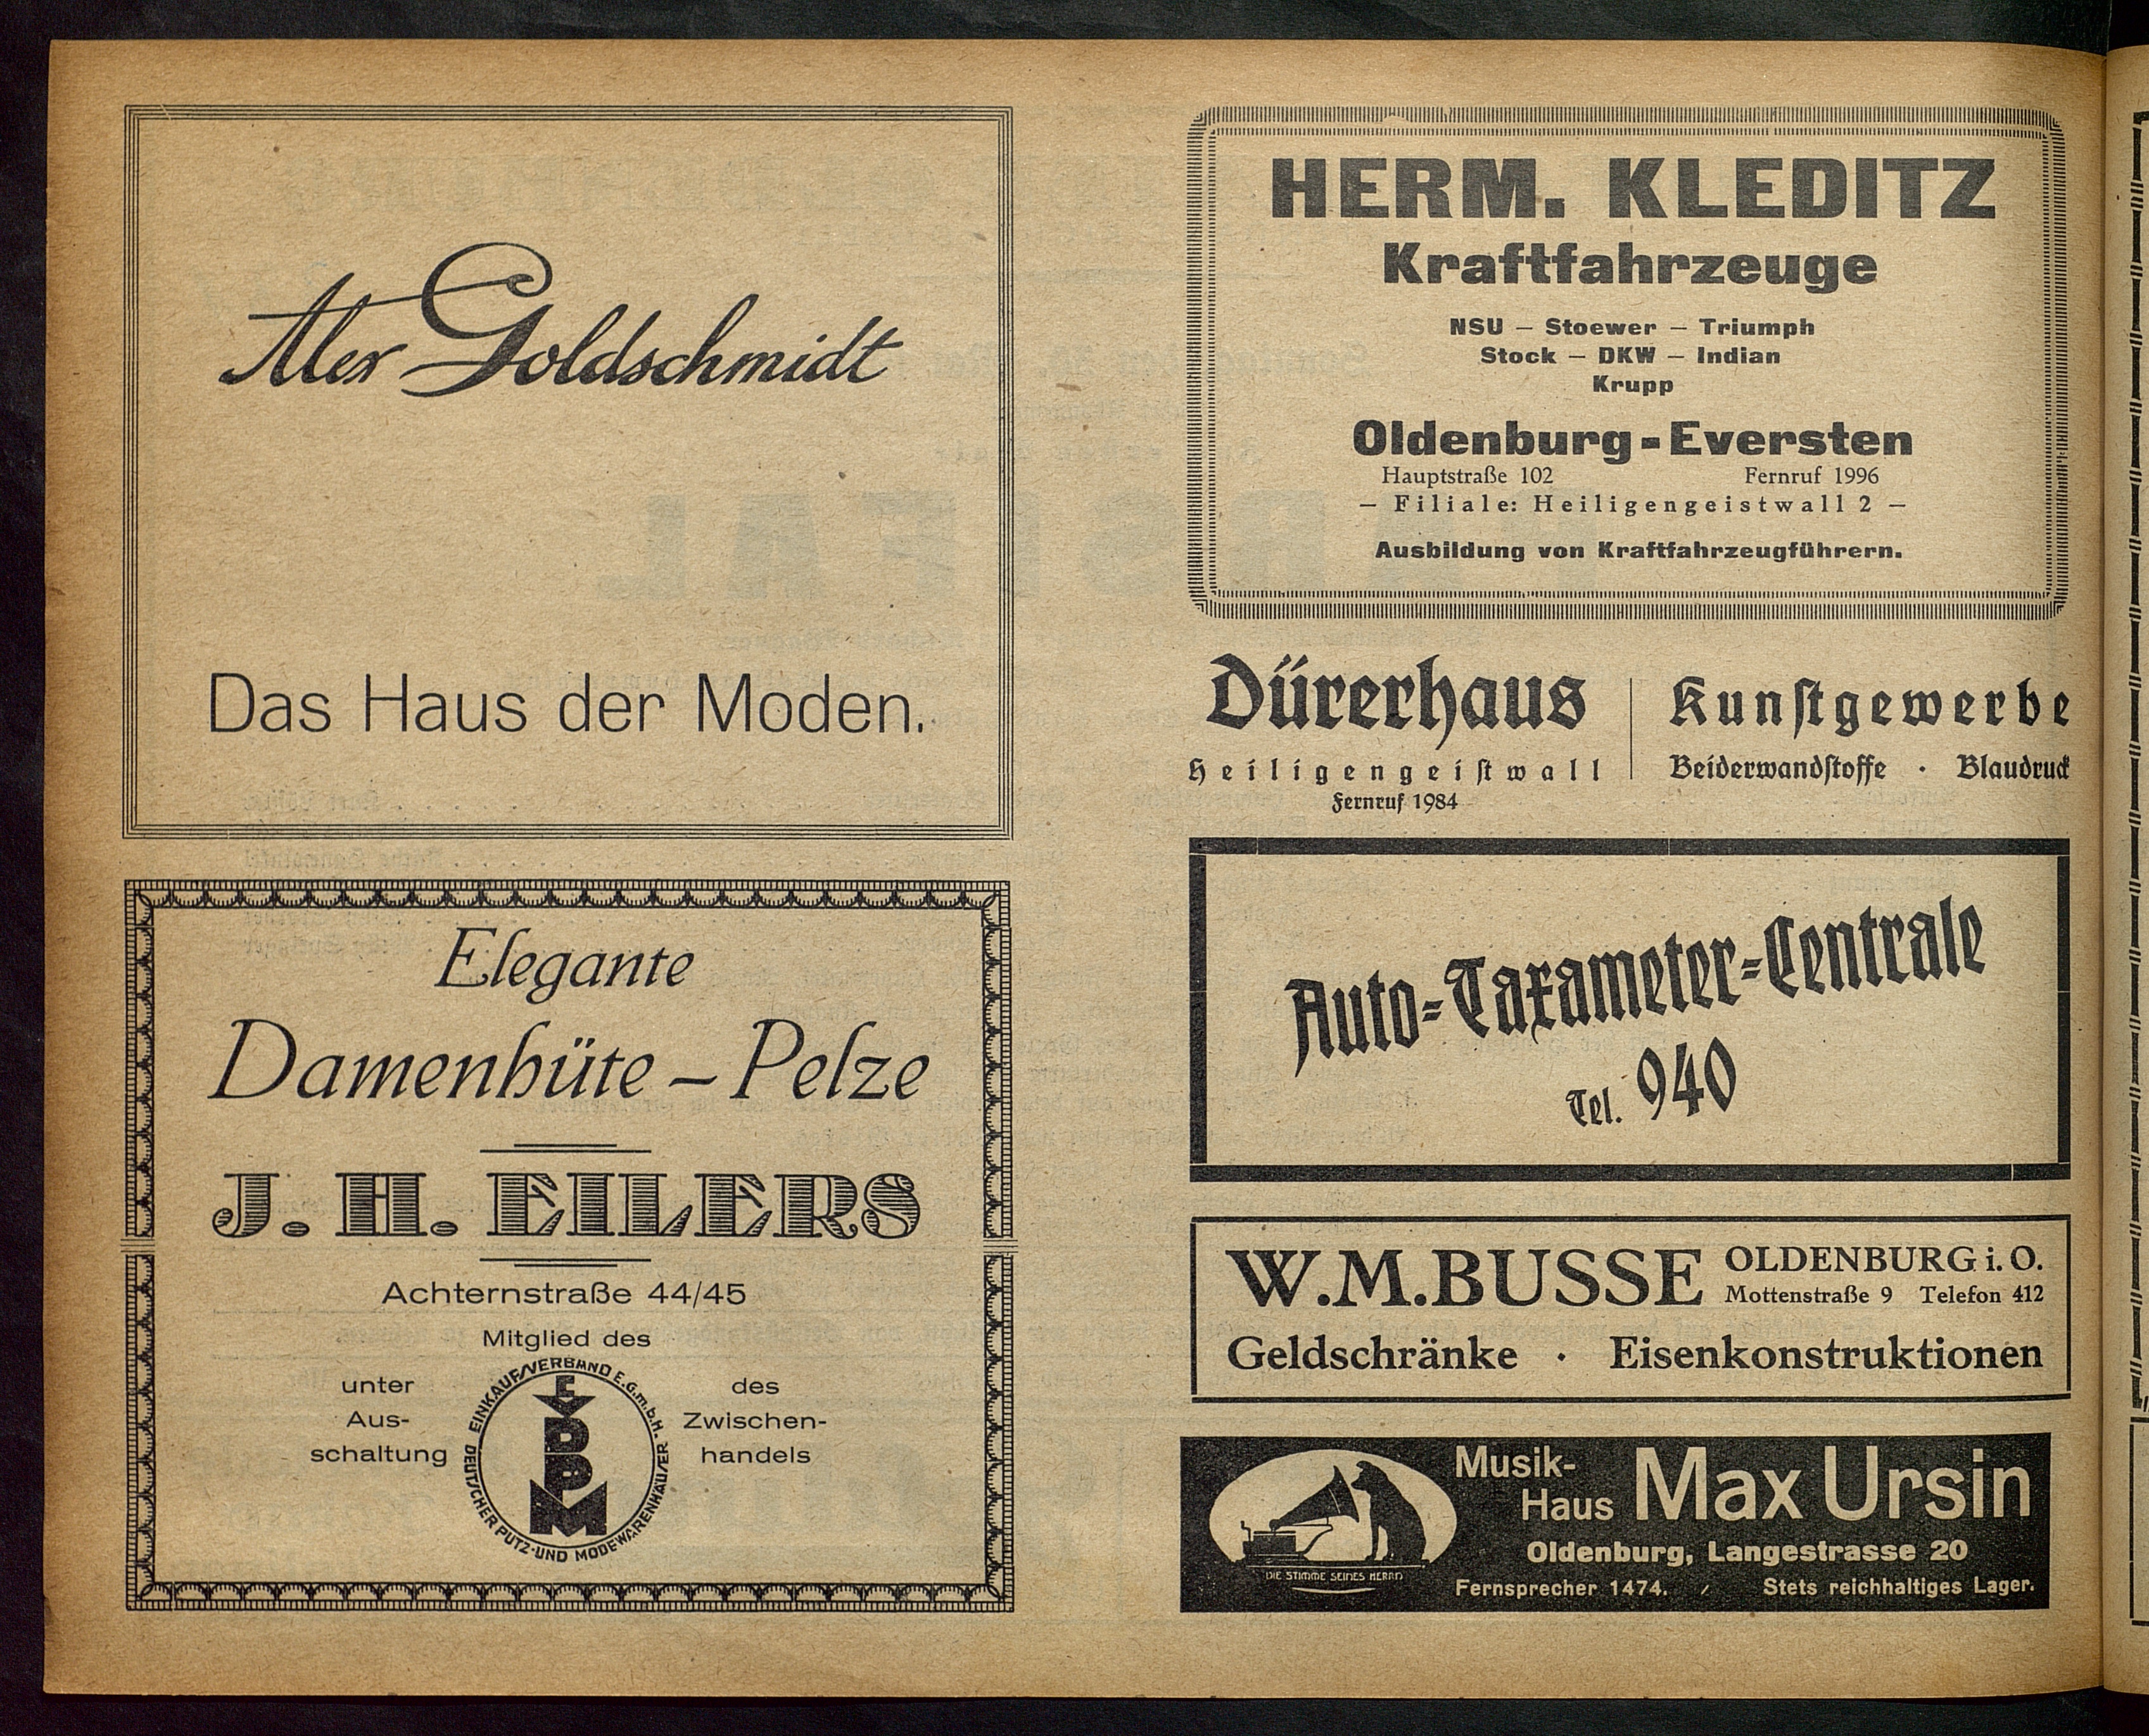 Alex Goldschmidt
Das Haus der Moden.
Elegante
Damenhüte – Pelze
J. H. EILERS
Achternstraße 44/45
Mitglied des
unter
Aus-
schaltung
EINKAUFSVERBAND E.G.m.b.H.
DEUTSCHER PUTZ-UND MODEWARENHÄUSER
E
V
D
P
M
des
Zwischen-
handels
HERM. KLEDITZ
Kraftfahrzeuge
NSU – Stoewer – Triumph
Stock – DKW – Indian
Krupp
Oldenburg-Eversten
Hauptstraße 102 Fernruf 1996
– Filiale: Heiligengeistwall 2 –
Ausbildung von Kraftfahrzeugführern.
Dürerhaus
Heiligengeiſtwall
Fernruf 1984
Kunſtgewerbe
Beiderwandſtoffe · Blaudruck
Auto-Taxameter-Centrale
Tel. 940
W.M.BUSSE
OLDENBURG i. O.
Mottenstraße 9 Telefon 412
Geldschränke · Eisenkonstruktionen
Musik-
Haus Max Ursin
Oldenburg, Langestrasse 20
Fernsprecher 1474. / Stets reichhaltiges Lager.
DIE STIMME SEINES HERRN